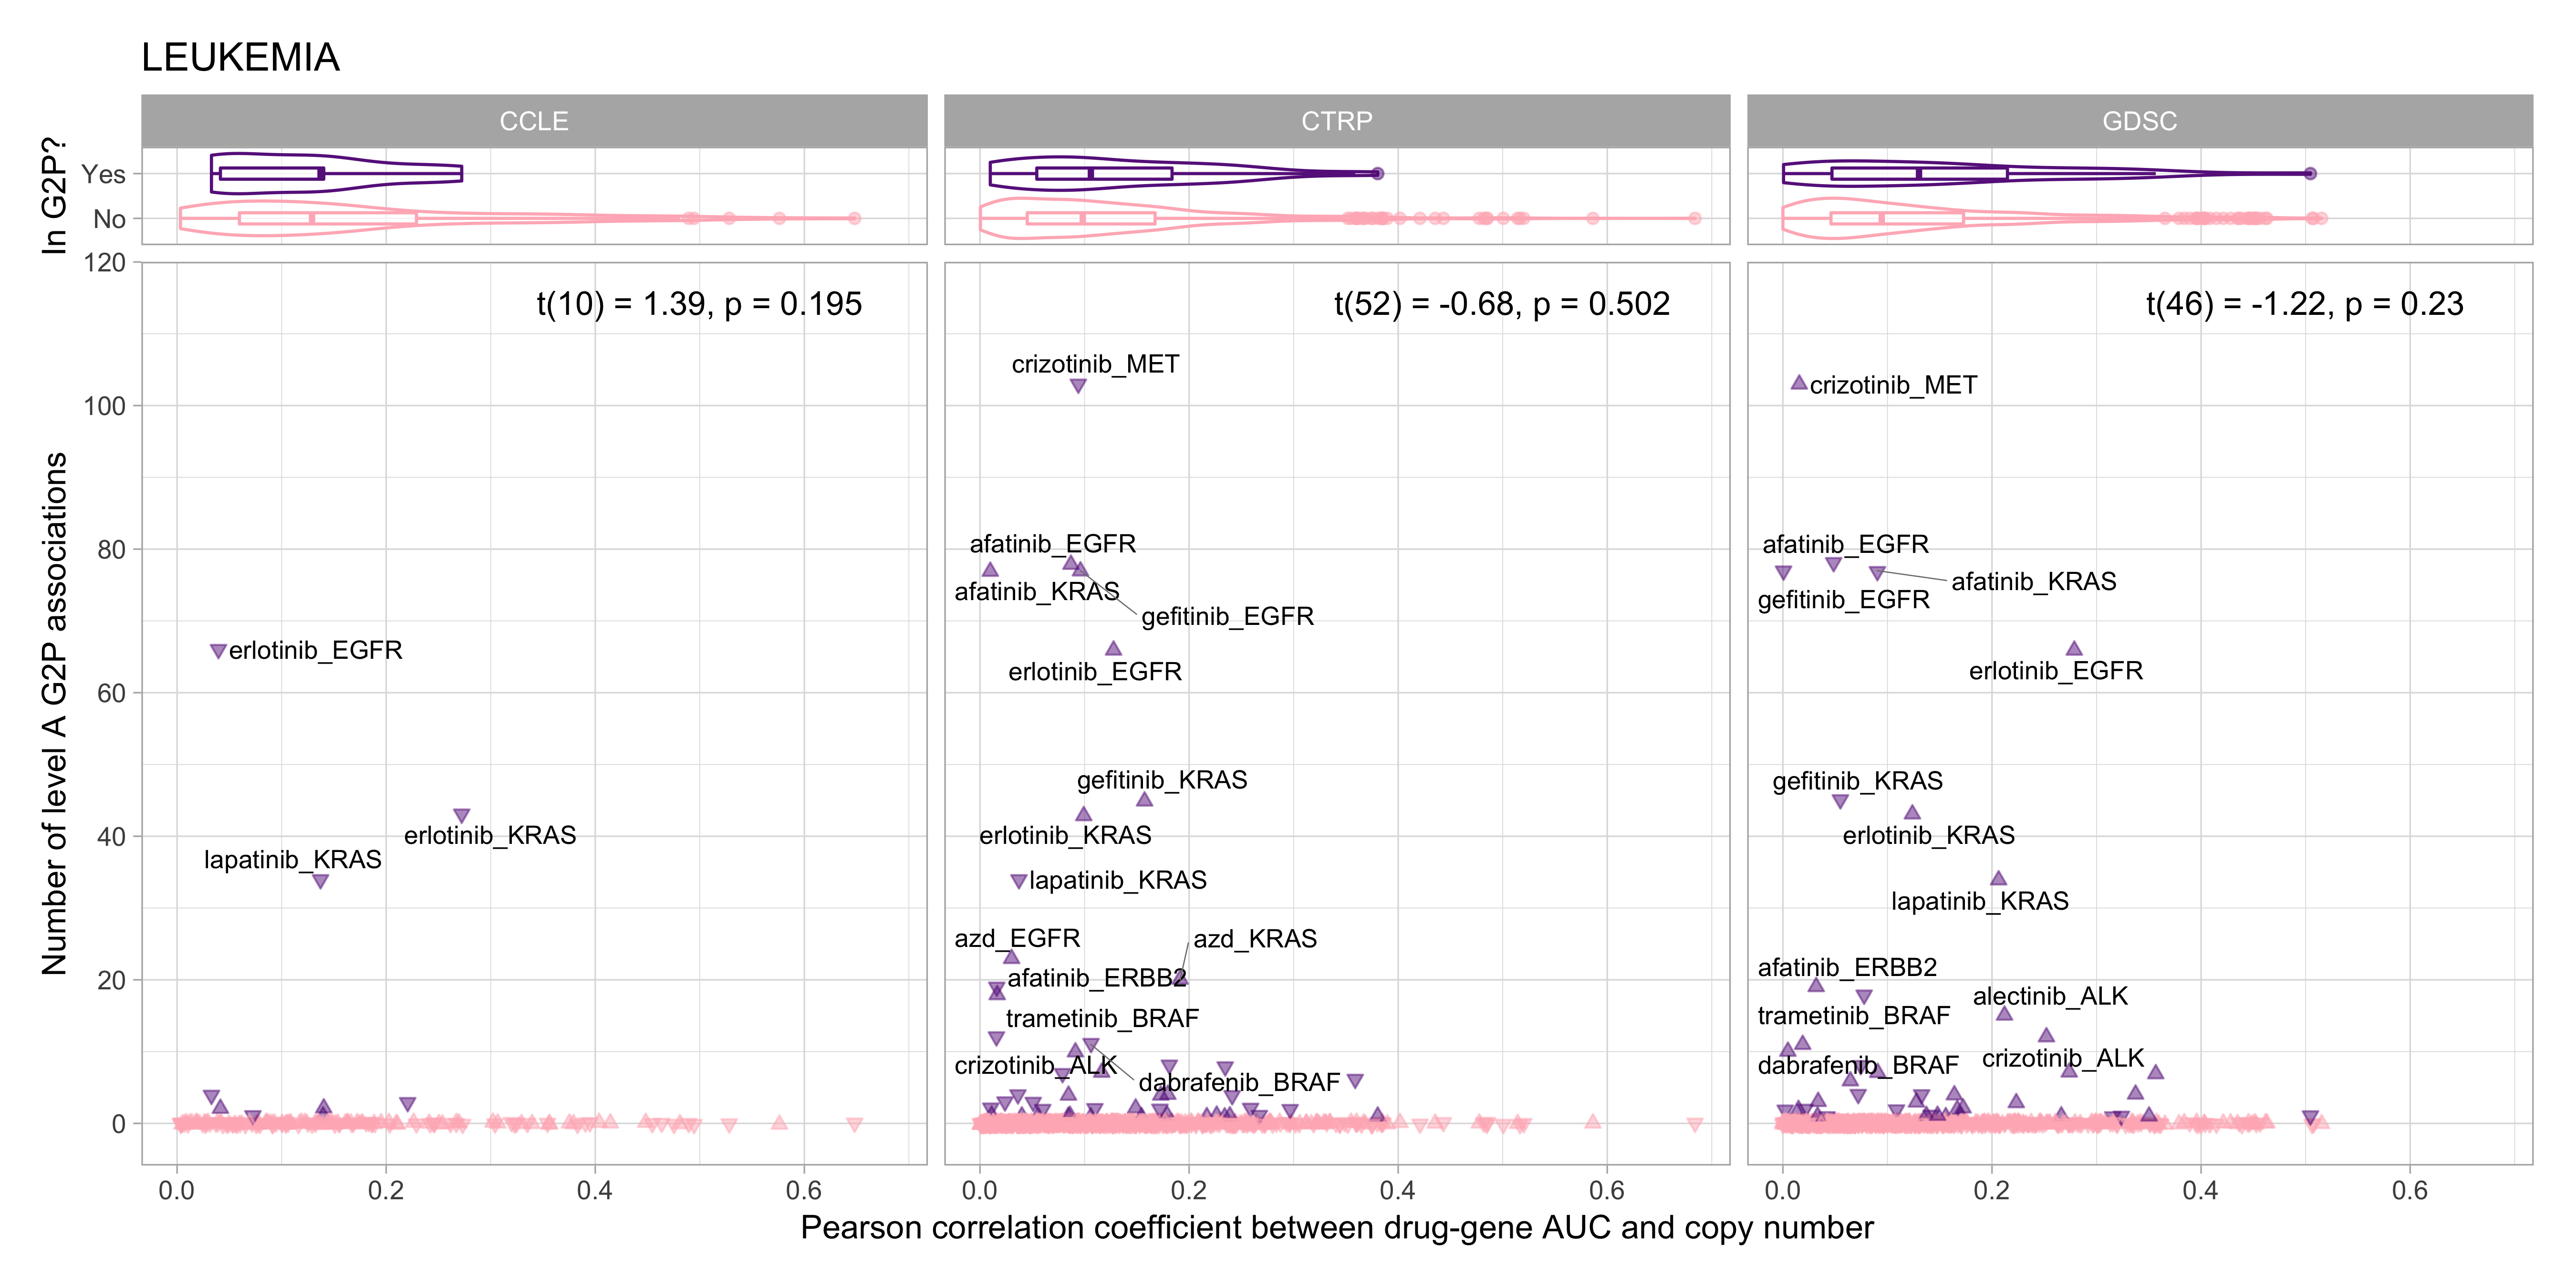 LEUKEMIA
CCLE
CTRP
GDSC
In G2P?
Yes
No
Number of level A G2P associations
120
100
80
60
40
20
0
t(10) = 1.39, p = 0.195
erlotinib_EGFR
erlotinib_KRAS
lapatinib_KRAS
t(52) = -0.68, p = 0.502
crizotinib_MET
afatinib_EGFR
afatinib_KRAS
gefitinib_EGFR
erlotinib_EGFR
gefitinib_KRAS
erlotinib_KRAS
lapatinib_KRAS
azd_EGFR
azd_KRAS
afatinib_ERBB2
trametinib_BRAF
crizotinib_ALK
dabrafenib_BRAF
t(46) = -1.22, p = 0.23
crizotinib_MET
afatinib_EGFR
afatinib_KRAS
gefitinib_EGFR
erlotinib_EGFR
gefitinib_KRAS
erlotinib_KRAS
lapatinib_KRAS
afatinib_ERBB2
alectinib_ALK
trametinib_BRAF
crizotinib_ALK
dabrafenib_BRAF
0.0 0.2 0.4 0.6
0.0 0.2 0.4 0.6
0.0 0.2 0.4 0.6
Pearson correlation coefficient between drug-gene AUC and copy number